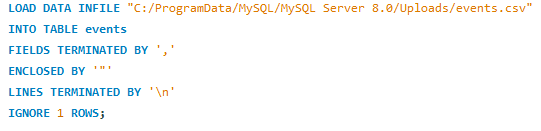 LOAD DATA INFILE "C:/ProgramData/MySQL/MySQL Server 8.0/Uploads/events.csv"
INTO TABLE events
FIELDS TERMINATED BY ','
ENCLOSED BY '"'
LINES TERMINATED BY '\n'
IGNORE 1 ROWS;